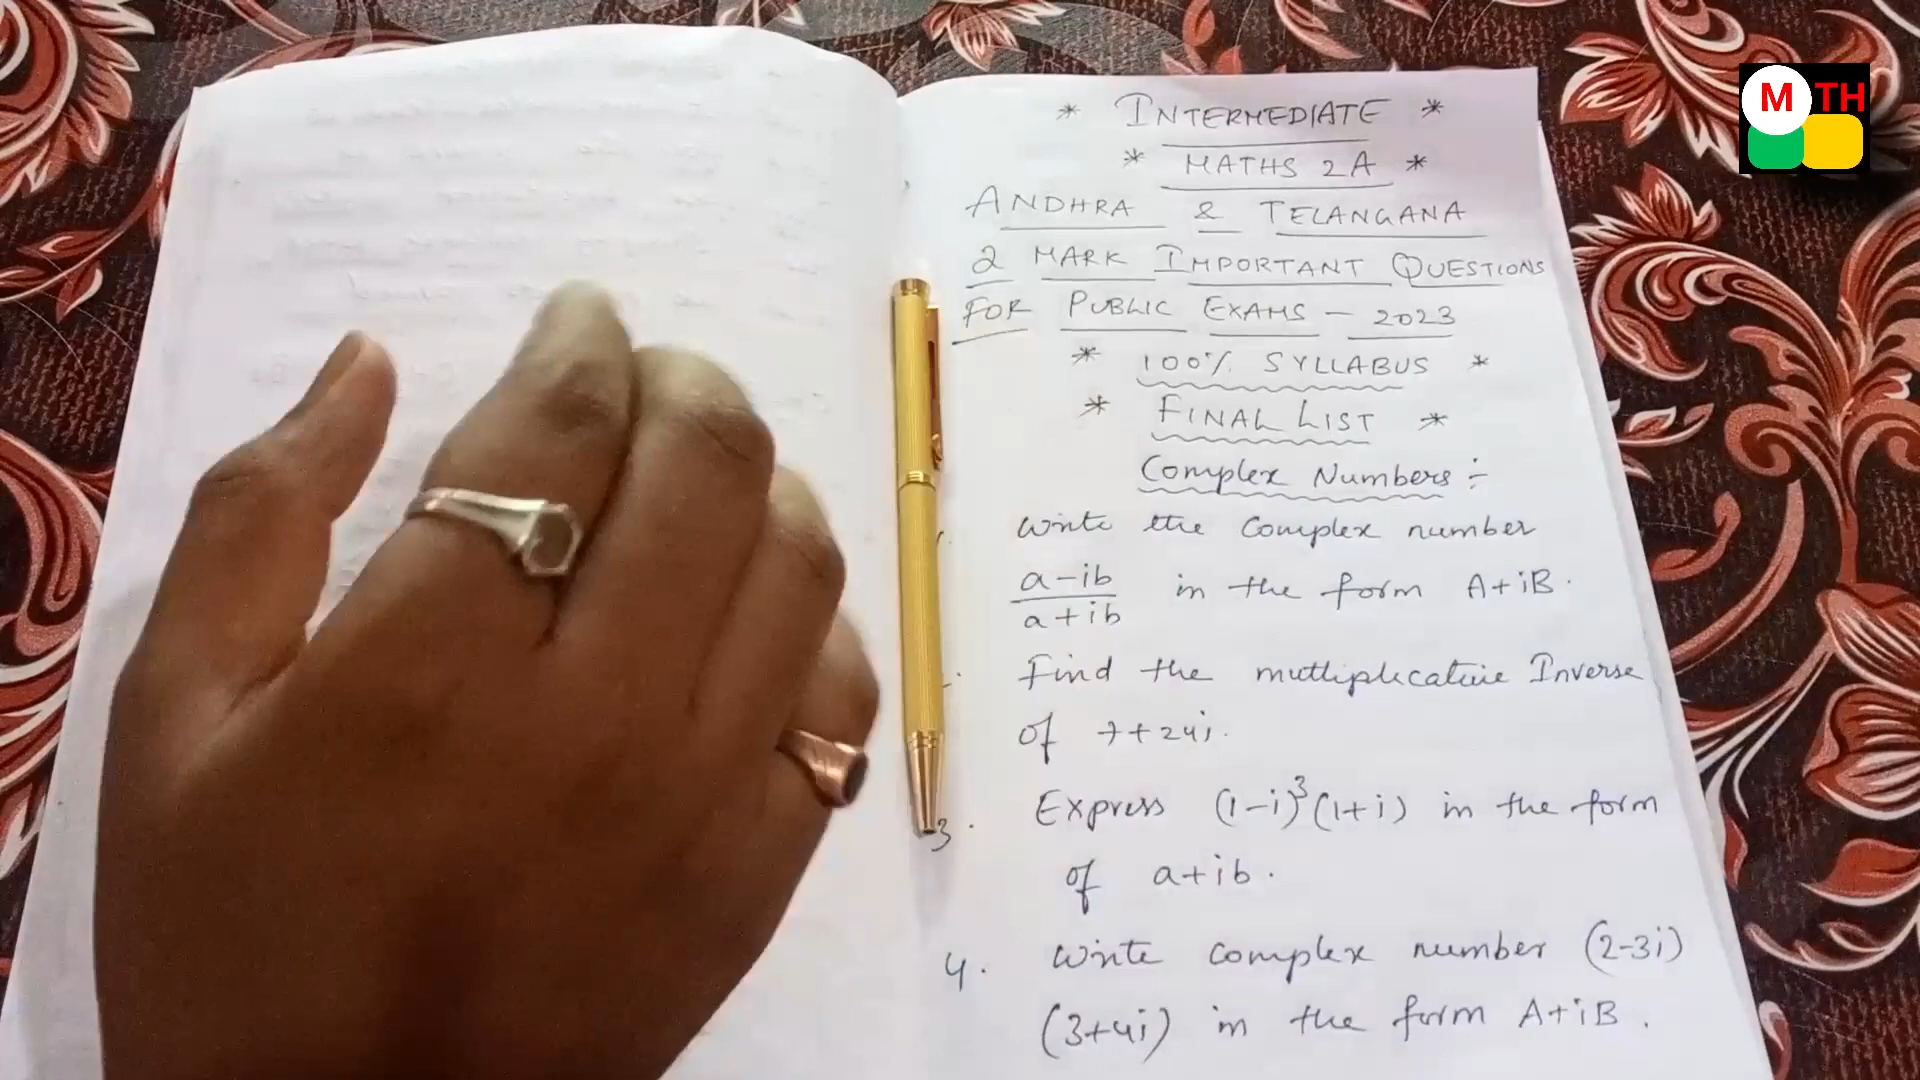 M TH
* INTERMEDIATE *
* MATHS 2A *
ANDHRA & TELANGANA
2 MARK IMPORTANT QUESTIONS
FOR PUBLIC EXAMS - 2023
* 100% SYLLABUS *
* FINAL LIST *
Complex Numbers :-
Write the Complex number
a-ib
a+ib
in the form A+iB.
Find the multiplicative Inverse
of 7+24i.
3. Express (1-i)³(1+i) in the form
of a+ib.
4. Write complex number (2-3i)
(3+4i) in the form A+iB.